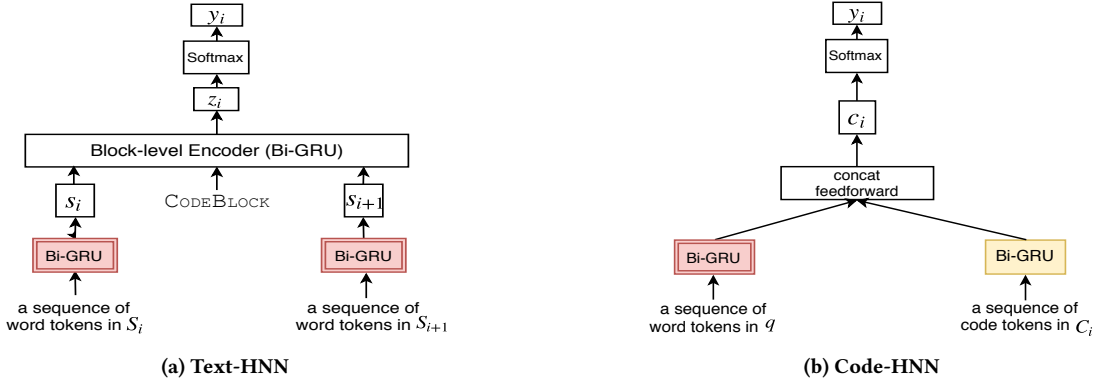 y_i
Softmax
z_i
Block-level Encoder (Bi-GRU)
s_i
CODEBLOCK
s_{i+1}
Bi-GRU
Bi-GRU
a sequence of
word tokens in S_i
a sequence of
word tokens in S_{i+1}
(a) Text-HNN
y_i
Softmax
c_i
concat
feedforward
Bi-GRU
Bi-GRU
a sequence of
word tokens in q
a sequence of
code tokens in C_i
(b) Code-HNN